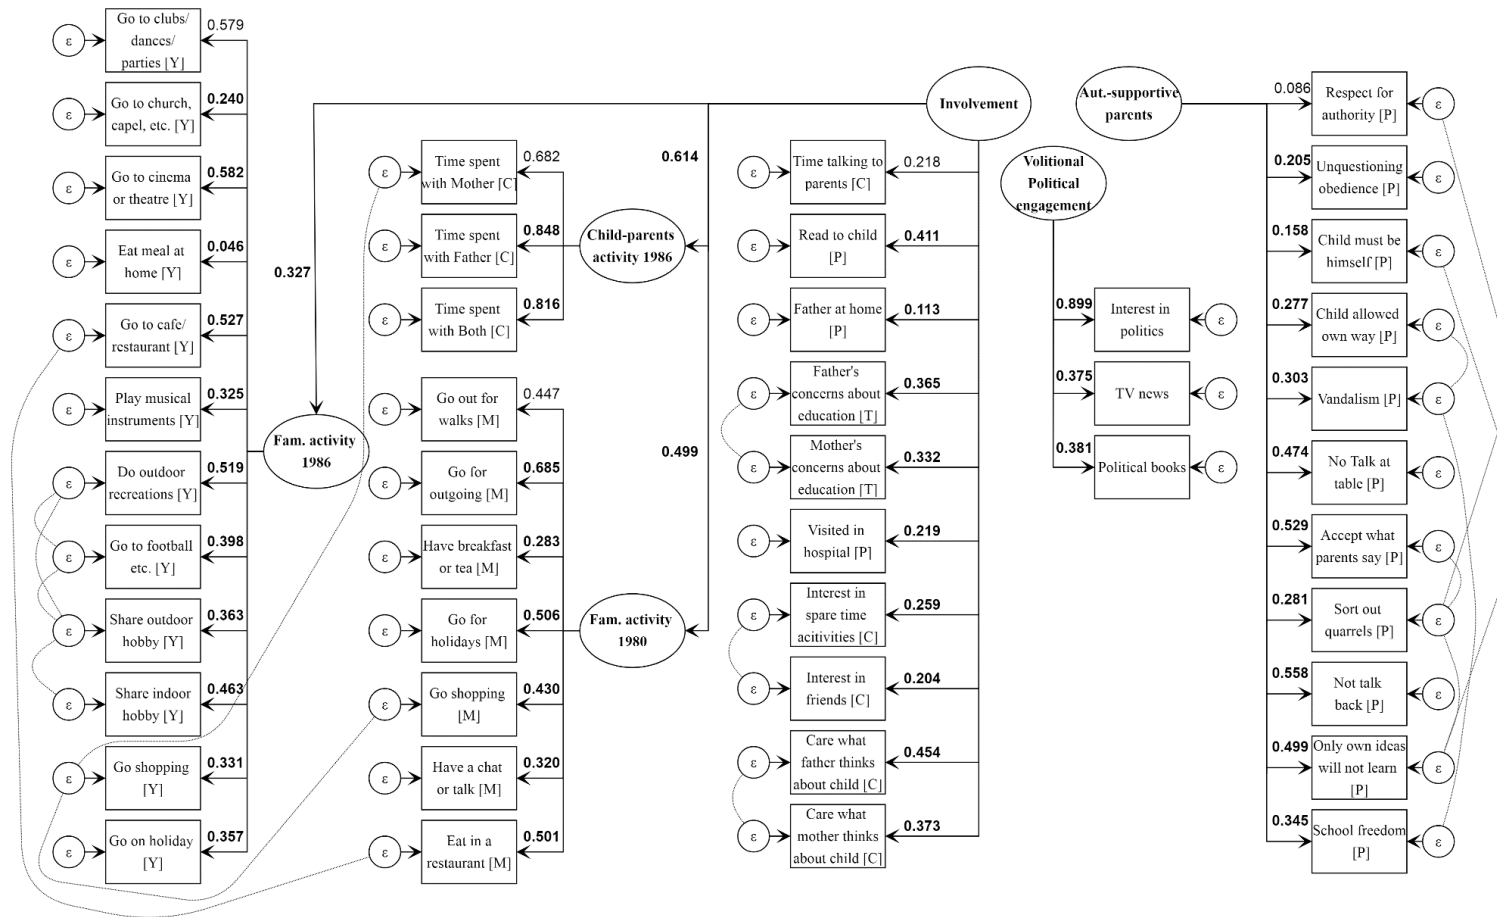 Go to clubs/
dances/
parties [Y]
ε
0.579
Go to church,
capel, etc. [Y]
ε
0.240
Go to cinema
or theatre [Y]
ε
0.582
Eat meal at
home [Y]
ε
0.046
Go to cafe/
restaurant [Y]
ε
0.527
Play musical
instruments [Y]
ε
0.325
Do outdoor
recreations [Y]
ε
0.519
Go to football
etc. [Y]
ε
0.398
Share outdoor
hobby [Y]
ε
0.363
Share indoor
hobby [Y]
ε
0.463
Go shopping
[Y]
ε
0.331
Go on holiday
[Y]
ε
0.357
0.327
Fam. activity
1986
Time spent
with Mother [C]
ε
0.682
Time spent
with Father [C]
ε
0.848
Time spent
with Both [C]
ε
0.816
0.614
Child-parents
activity 1986
Go out for
walks [M]
ε
0.447
Go for
outgoing [M]
ε
0.685
Have breakfast
or tea [M]
ε
0.283
Go for
holidays [M]
ε
0.506
Go shopping
[M]
ε
0.430
Have a chat
or talk [M]
ε
0.320
Eat in a
restaurant [M]
ε
0.501
0.499
Fam. activity
1980
Involvement
Time talking to
parents [C]
ε
0.218
Read to child
[P]
ε
0.411
Father at home
[P]
ε
0.113
Father's
concerns about
education [T]
ε
0.365
Mother's
concerns about
education [T]
ε
0.332
Visited in
hospital [P]
ε
0.219
Interest in
spare time
acitivities [C]
ε
0.259
Interest in
friends [C]
ε
0.204
Care what
father thinks
about child [C]
ε
0.454
Care what
mother thinks
about child [C]
ε
0.373
Volitional
Political
engagement
0.899
Interest in
politics
ε
0.375
TV news
ε
0.381
Political books
ε
Aut.-supportive
parents
0.086
Respect for
authority [P]
ε
0.205
Unquestioning
obedience [P]
ε
0.158
Child must be
himself [P]
ε
0.277
Child allowed
own way [P]
ε
0.303
Vandalism [P]
ε
0.474
No Talk at
table [P]
ε
0.529
Accept what
parents say [P]
ε
0.281
Sort out
quarrels [P]
ε
0.558
Not talk
back [P]
ε
0.499
Only own ideas
will not learn
[P]
ε
0.345
School freedom
[P]
ε